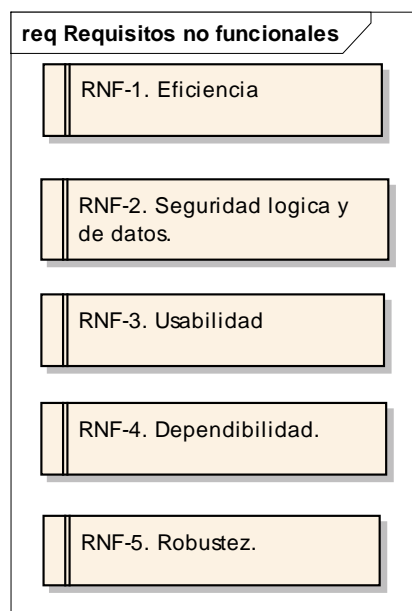 req Requisitos no funcionales
RNF-1. Eficiencia
RNF-2. Seguridad logica y
de datos.
RNF-3. Usabilidad
RNF-4. Dependibilidad.
RNF-5. Robustez.